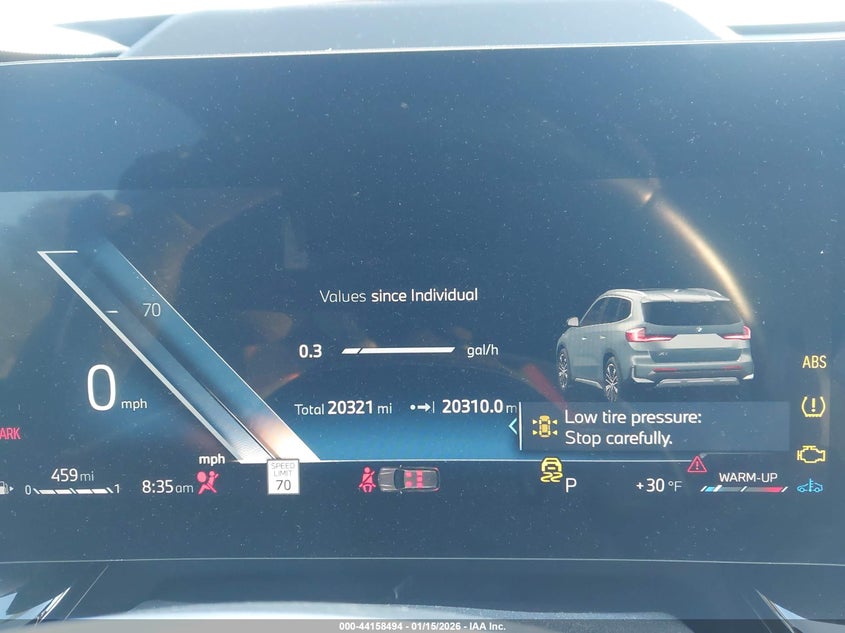 Values since Individual
70
0.3 gal/h
0 mph
ABS
Total 20321 mi 20310.0 m
Low tire pressure:
Stop carefully.
ARK
mph
459 mi
0 1
8:35 am
SPEED
LIMIT
70
P
+30 °F
WARM-UP
000-44158494 - 01/15/2026 - IAA Inc.